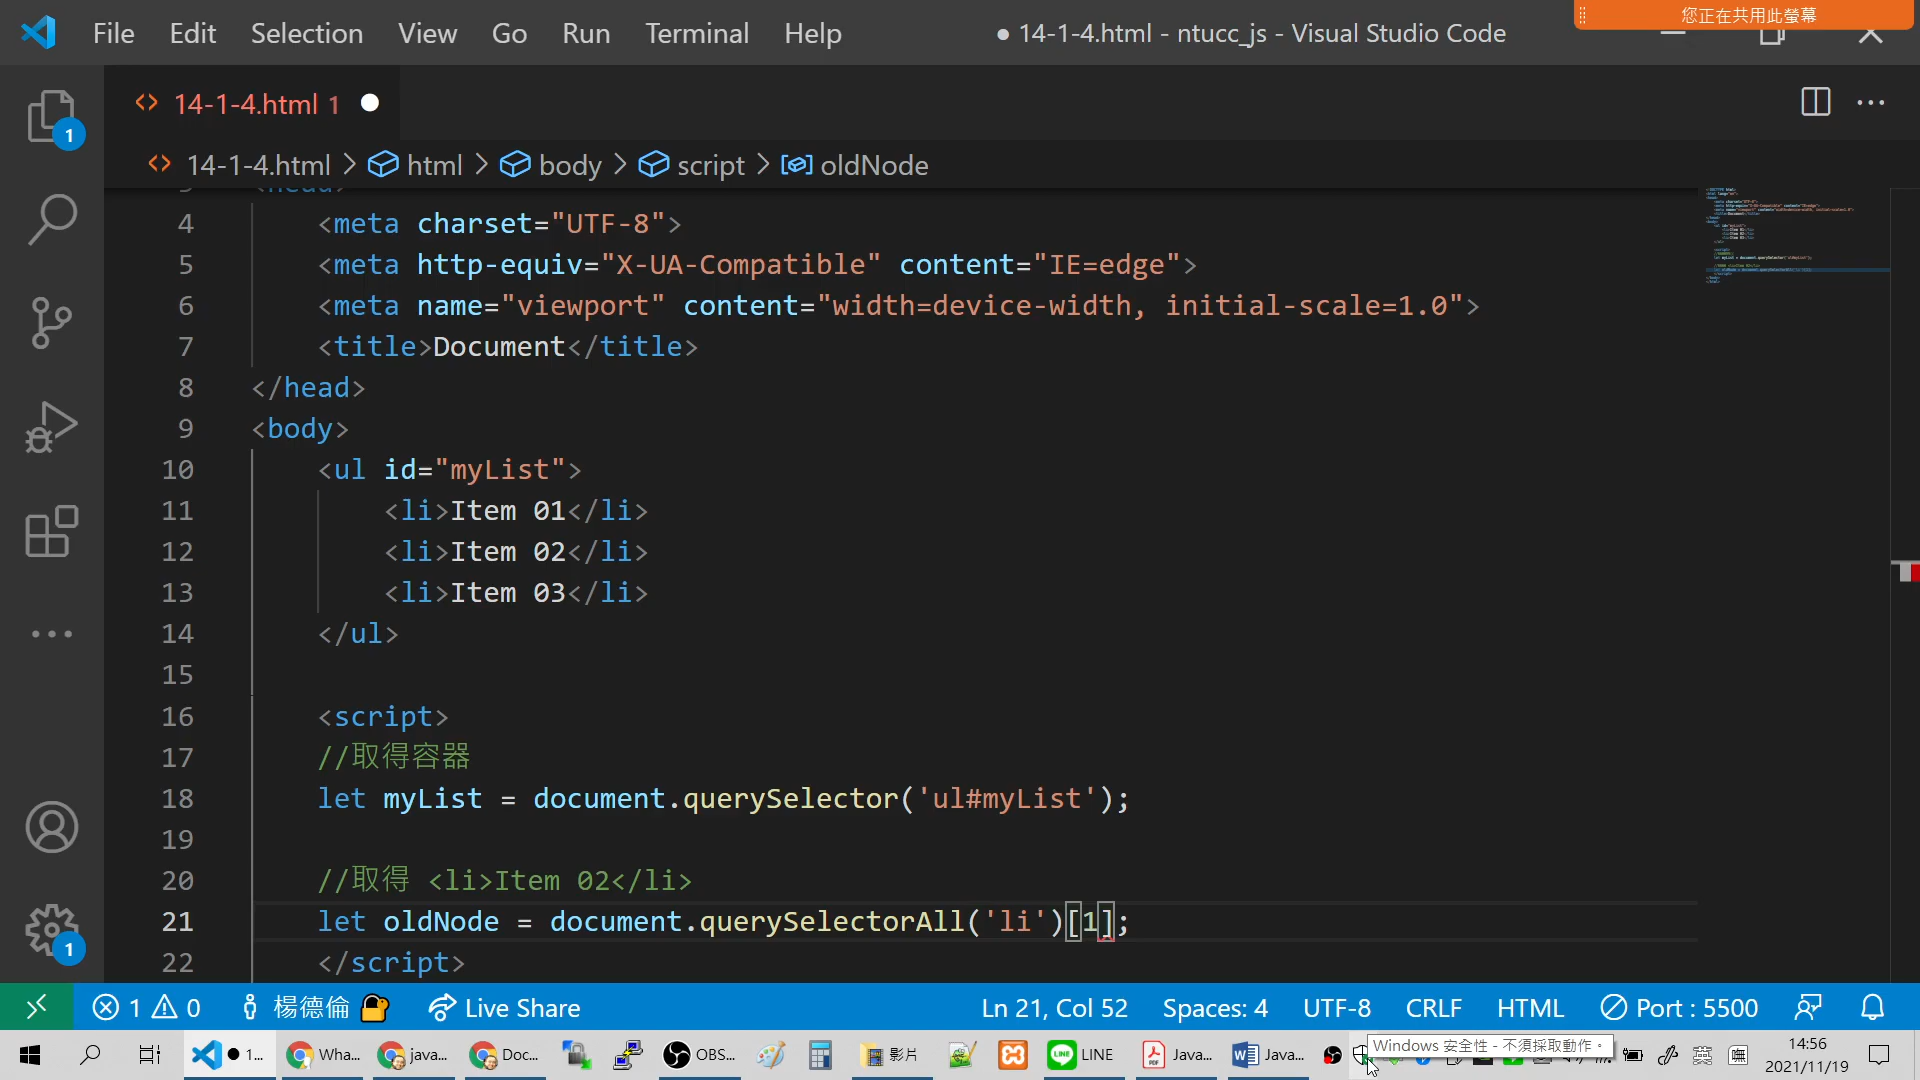 File Edit Selection View Go Run Terminal Help
● 14-1-4.html - ntucc_js - Visual Studio Code
您正在共用此螢幕
14-1-4.html 1
14-1-4.html > html > body > script > oldNode
3 <head>
4 <meta charset="UTF-8">
5 <meta http-equiv="X-UA-Compatible" content="IE=edge">
6 <meta name="viewport" content="width=device-width, initial-scale=1.0">
7 <title>Document</title>
8 </head>
9 <body>
10 <ul id="myList">
11 <li>Item 01</li>
12 <li>Item 02</li>
13 <li>Item 03</li>
14 </ul>
15
16 <script>
17 //取得容器
18 let myList = document.querySelector('ul#myList');
19
20 //取得 <li>Item 02</li>
21 let oldNode = document.querySelectorAll('li')[1];
22 </script>
1
1
1 0 楊德倫 Live Share Ln 21, Col 52 Spaces: 4 UTF-8 CRLF HTML Port : 5500
Windows 安全性 - 不須採取動作。
1... Wha... java... Doc... OBS... 影片 LINE Java... Java... 英 14:56
2021/11/19